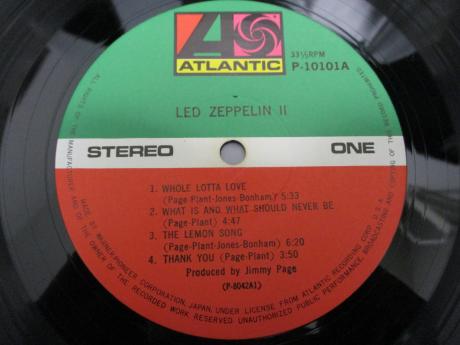 ATLANTIC
33⅓RPM
P-10101A
LED ZEPPELIN II
STEREO ONE
1. WHOLE LOTTA LOVE
(Page-Plant-Jones-Bonham) 5:33
2. WHAT IS AND WHAT SHOULD NEVER BE
(Page-Plant) 4:47
3. THE LEMON SONG
(Page-Plant-Jones-Bonham) 6:20
4. THANK YOU (Page-Plant) 3:50
Produced by Jimmy Page
(P-8042A1)
MADE BY WARNER/PIONEER CORPORATION, JAPAN, UNDER LICENSE FROM ATLANTIC RECORDING CORP. U.S.A.
ALL RIGHTS OF THE MANUFACTURER AND OF THE OWNER OF THE RECORDED WORK RESERVED. UNAUTHORIZED PUBLIC PERFORMANCE, BROADCASTING AND COPYING OF THIS RECORD PROHIBITED